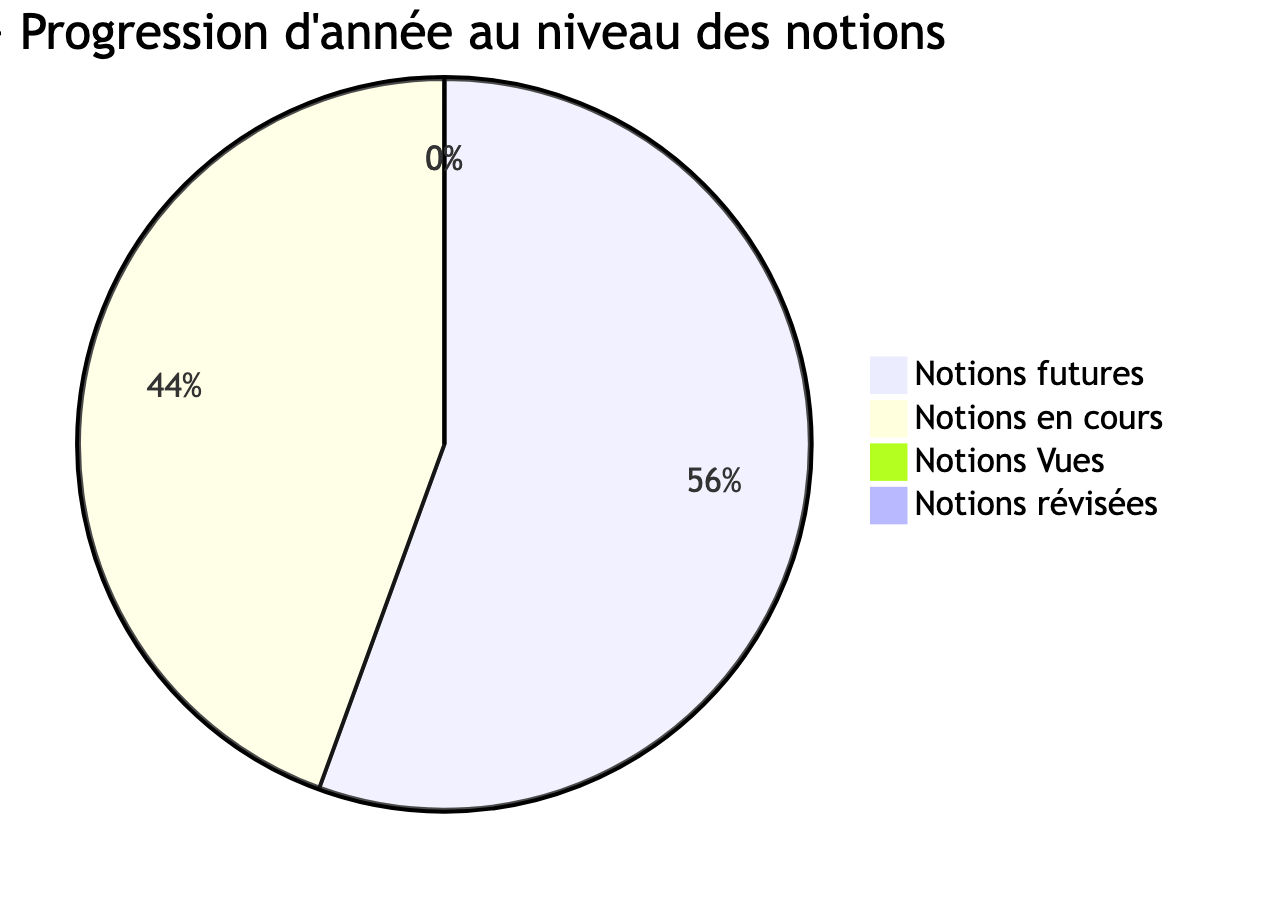 - Progression d'année au niveau des notions
0%
44%
56%
Notions futures
Notions en cours
Notions Vues
Notions révisées